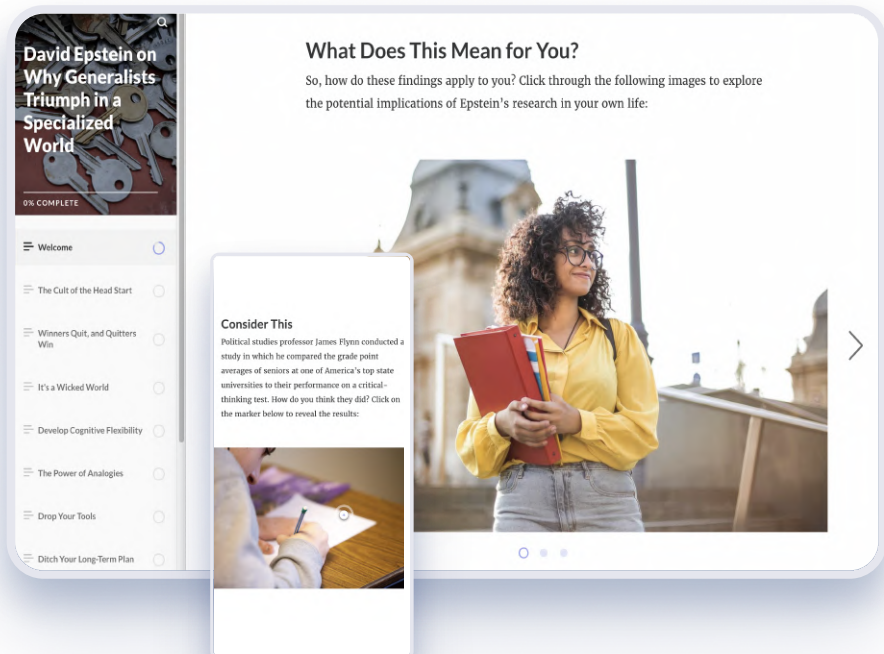 David Epstein on
Why Generalists
Triumph in a
Specialized
World
0% COMPLETE
Welcome
The Cult of the Head Start
Winners Quit, and Quitters
Win
It's a Wicked World
Develop Cognitive Flexibility
The Power of Analogies
Drop Your Tools
Ditch Your Long-Term Plan
What Does This Mean for You?
So, how do these findings apply to you? Click through the following images to explore
the potential implications of Epstein's research in your own life:
Consider This
Political studies professor James Flynn conducted a
study in which he compared the grade point
averages of seniors at one of America's top state
universities to their performance on a critical-
thinking test. How do you think they did? Click on
the marker below to reveal the results: